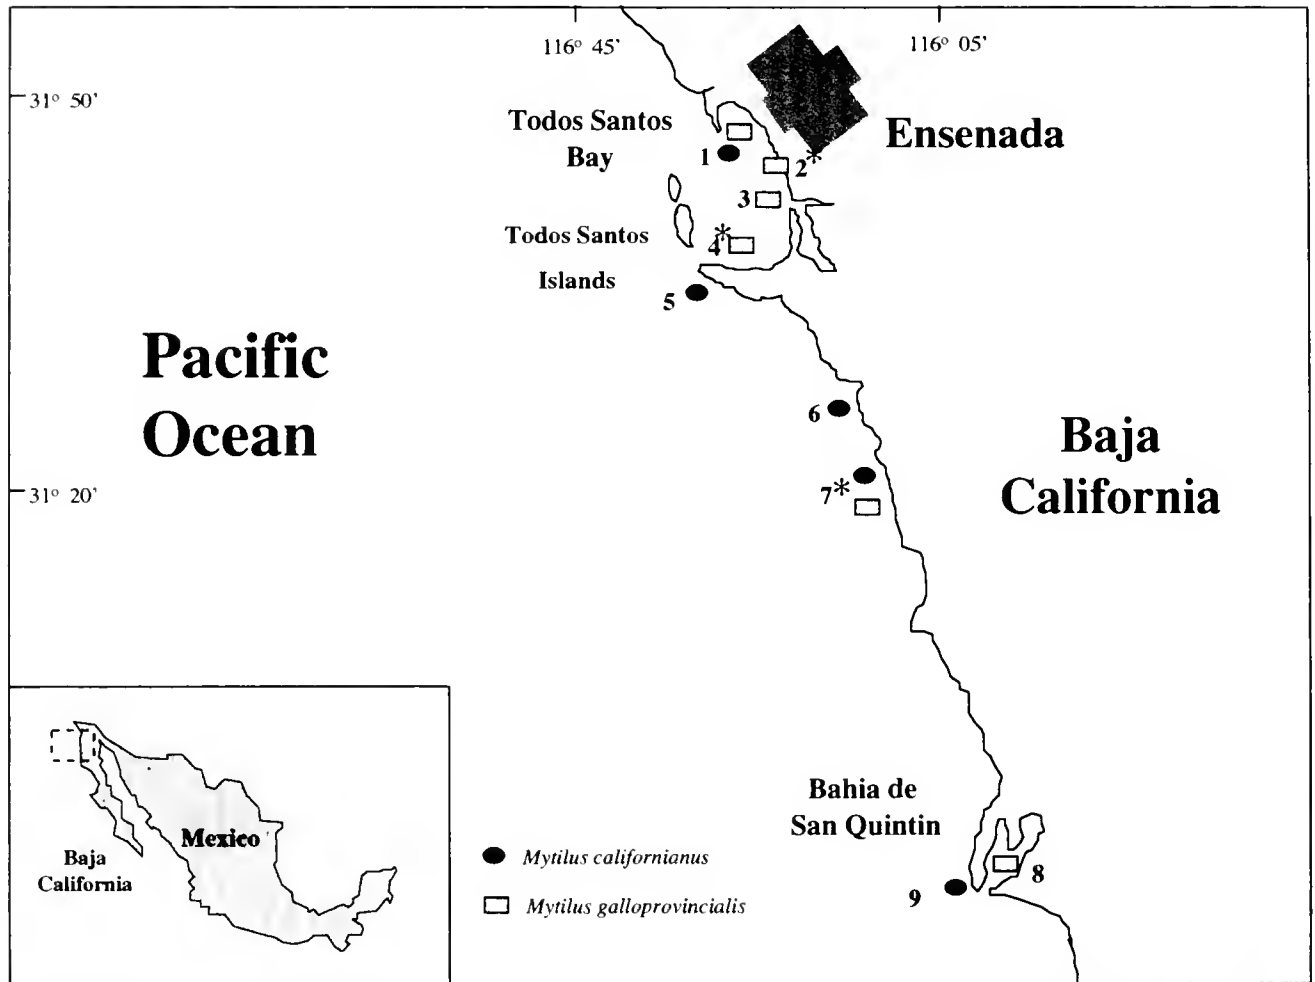 116° 45'
116° 05'
31° 50'
Todos Santos
Bay
Ensenada
1
2*
3
Todos Santos
Islands
*
4
5
Pacific
Ocean
6
Baja
California
31° 20'
7*
Bahia de
San Quintin
8
9
Mexico
Baja
California
Mytilus californianus
Mytilus galloprovincialis